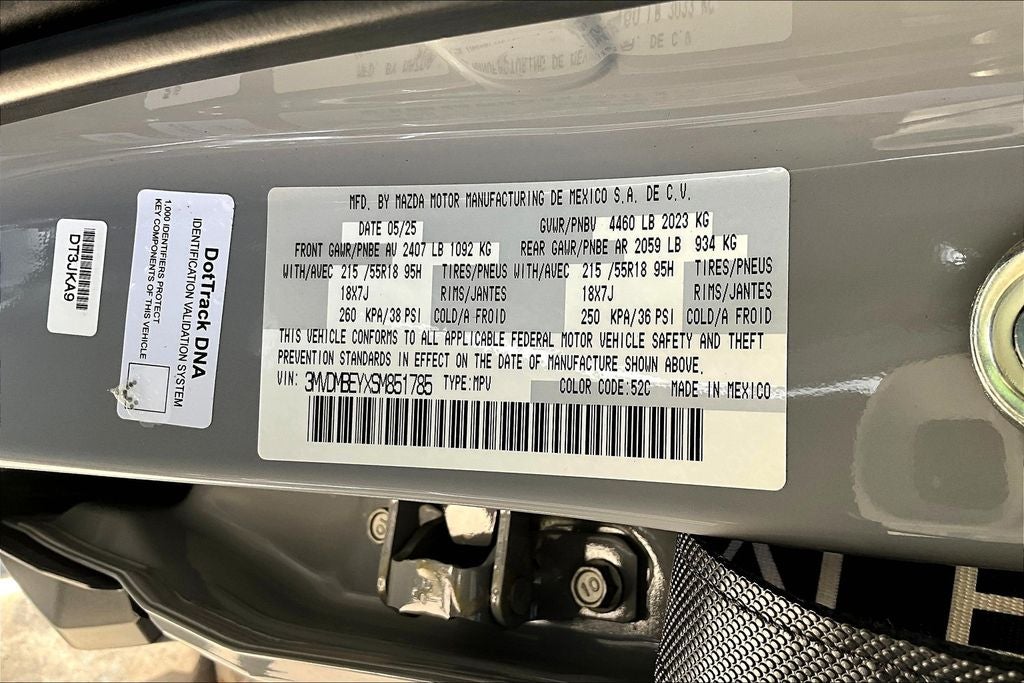 MFD. BY MAZDA MOTOR MANUFACTURING DE MEXICO S.A. DE C.V.
DATE 05/25 GVWR/PNBV 4460 LB 2023 KG
FRONT GAWR/PNBE AV 2407 LB 1092 KG REAR GAWR/PNBE AR 2059 LB 934 KG
WITH/AVEC 215 /55R18 95H TIRES/PNEUS WITH/AVEC 215 /55R18 95H TIRES/PNEUS
18X7J RIMS/JANTES 18X7J RIMS/JANTES
260 KPA/38 PSI COLD/A FROID 250 KPA/36 PSI COLD/A FROID
THIS VEHICLE CONFORMS TO ALL APPLICABLE FEDERAL MOTOR VEHICLE SAFETY AND THEFT
PREVENTION STANDARDS IN EFFECT ON THE DATE OF MANUFACTURE SHOWN ABOVE.
VIN: 3MVDMBEYXSM851785 TYPE:MPV COLOR CODE:52C MADE IN MEXICO
DotTrack DNA
IDENTIFICATION VALIDATION SYSTEM
1,000 IDENTIFIERS PROTECT
KEY COMPONENTS OF THIS VEHICLE
DT3JKA9
10